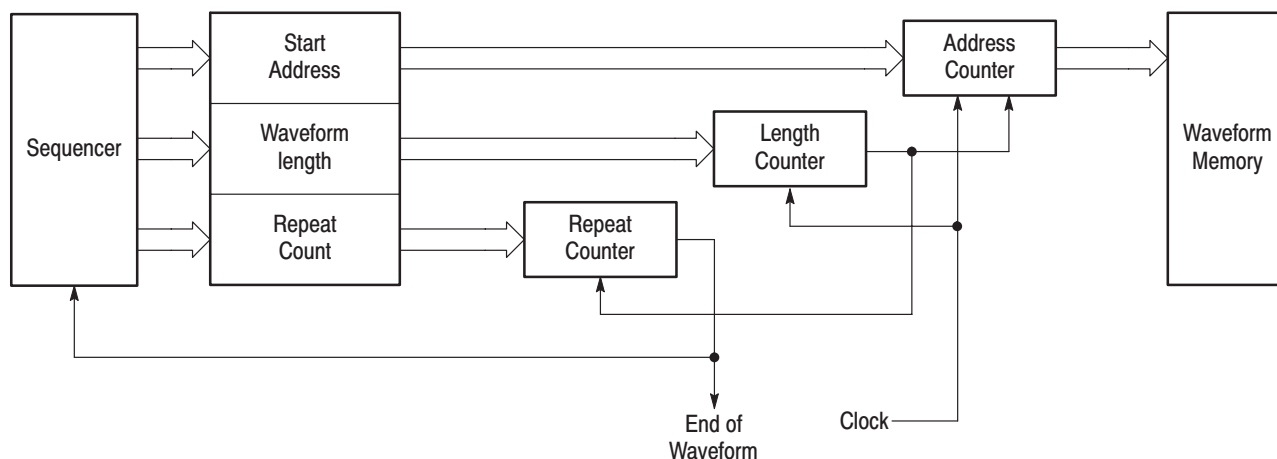 Sequencer
Start
Address
Waveform
length
Repeat
Count
Repeat
Counter
Length
Counter
Address
Counter
Waveform
Memory
End of
Waveform
Clock